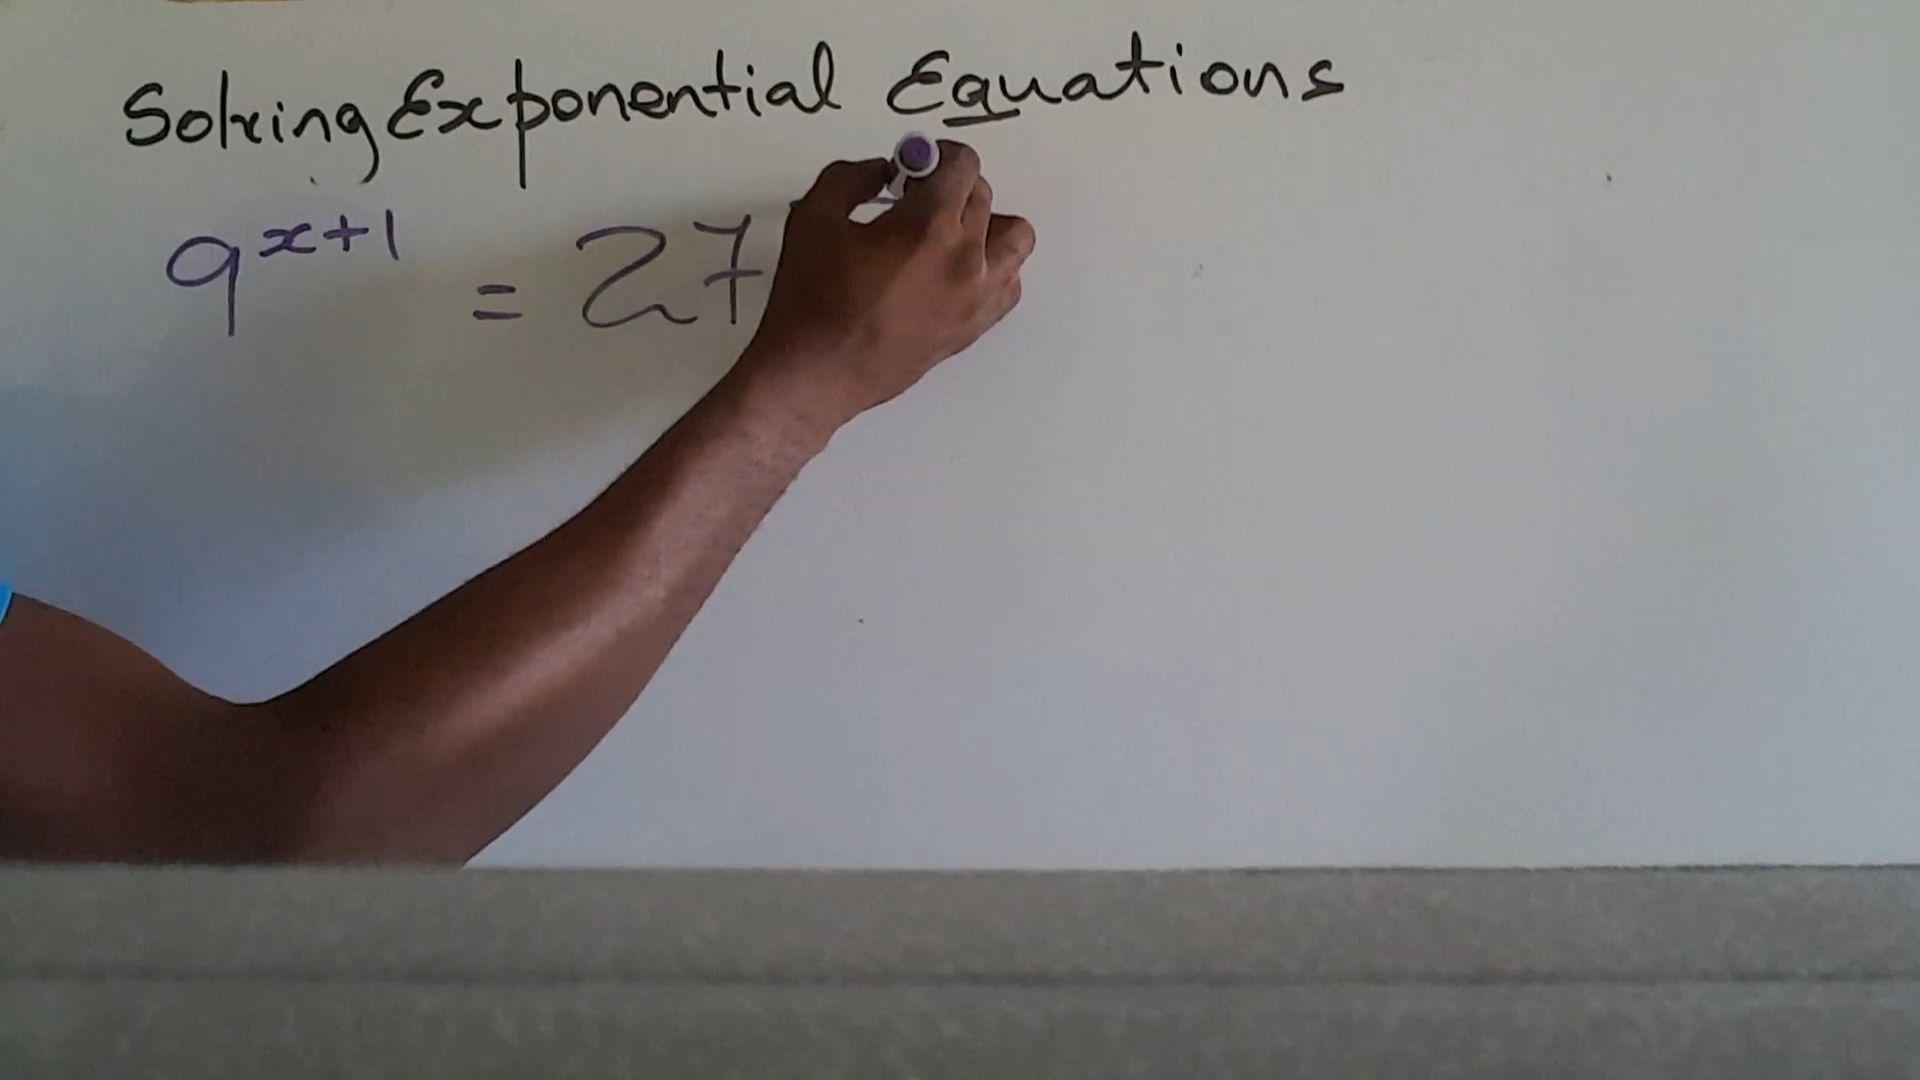 Solving Exponential Equations
9^{x+1} = 27